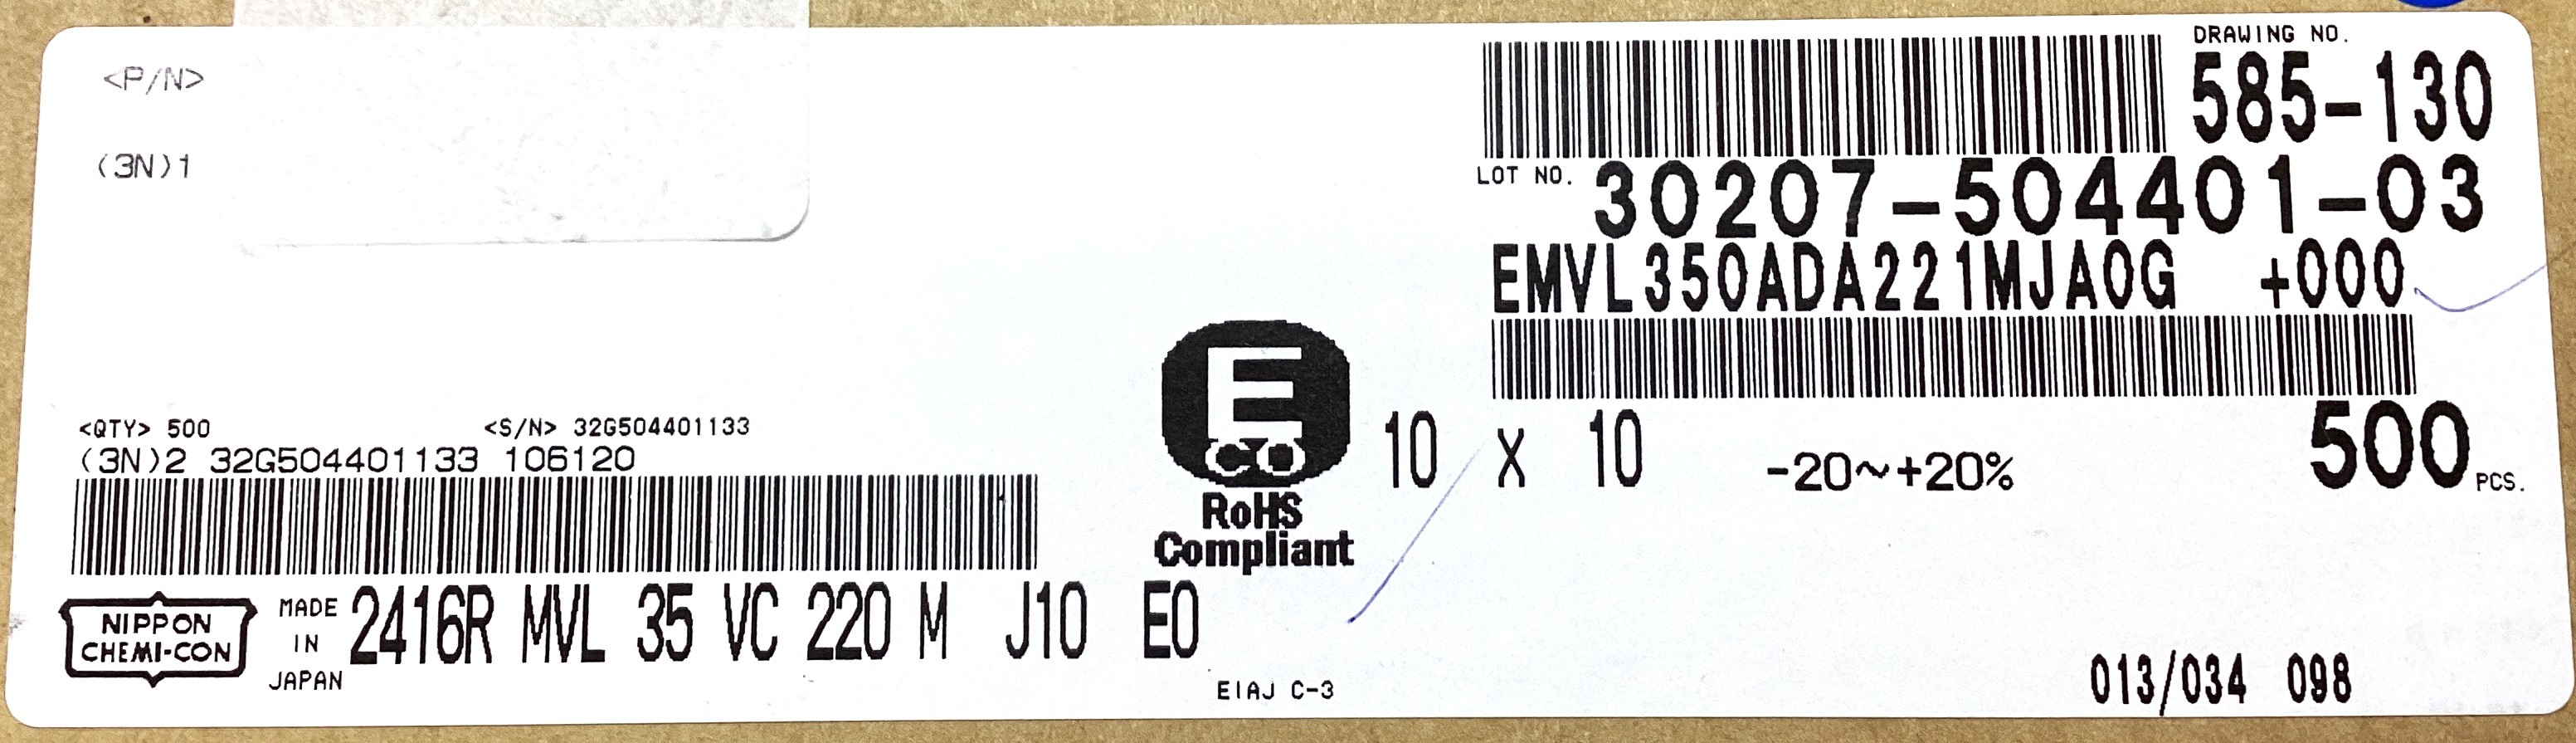 <P/N>
(3N)1
DRAWING NO.
585-130
LOT NO. 30207-504401-03
EMVL350ADA221MJA0G +000
<QTY> 500 <S/N> 32G504401133
(3N)2 32G504401133 106120
E
CO
RoHS
Compliant
10 X 10 -20~+20% 500 PCS.
NIPPON
CHEMI-CON
MADE
IN
JAPAN
2416R MVL 35 VC 220 M J10 E0
EIAJ C-3
013/034 098